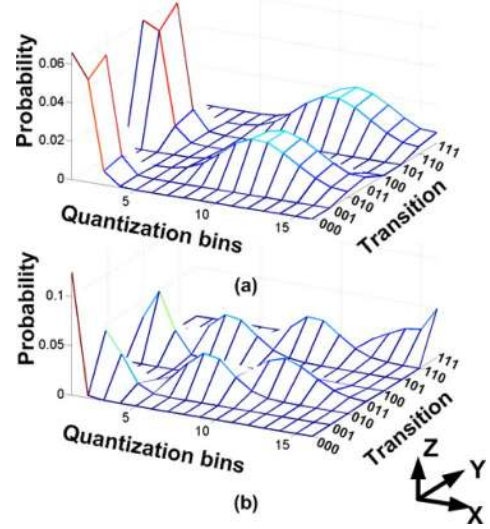 Probability
0.06
0.04
0.02
0
5
10
15
Quantization bins
000
001
010
011
100
101
110
111
Transition
(a)
Probability
0.1
0.05
0
5
10
15
Quantization bins
000
001
010
011
100
101
110
111
Transition
(b)
Z
Y
X